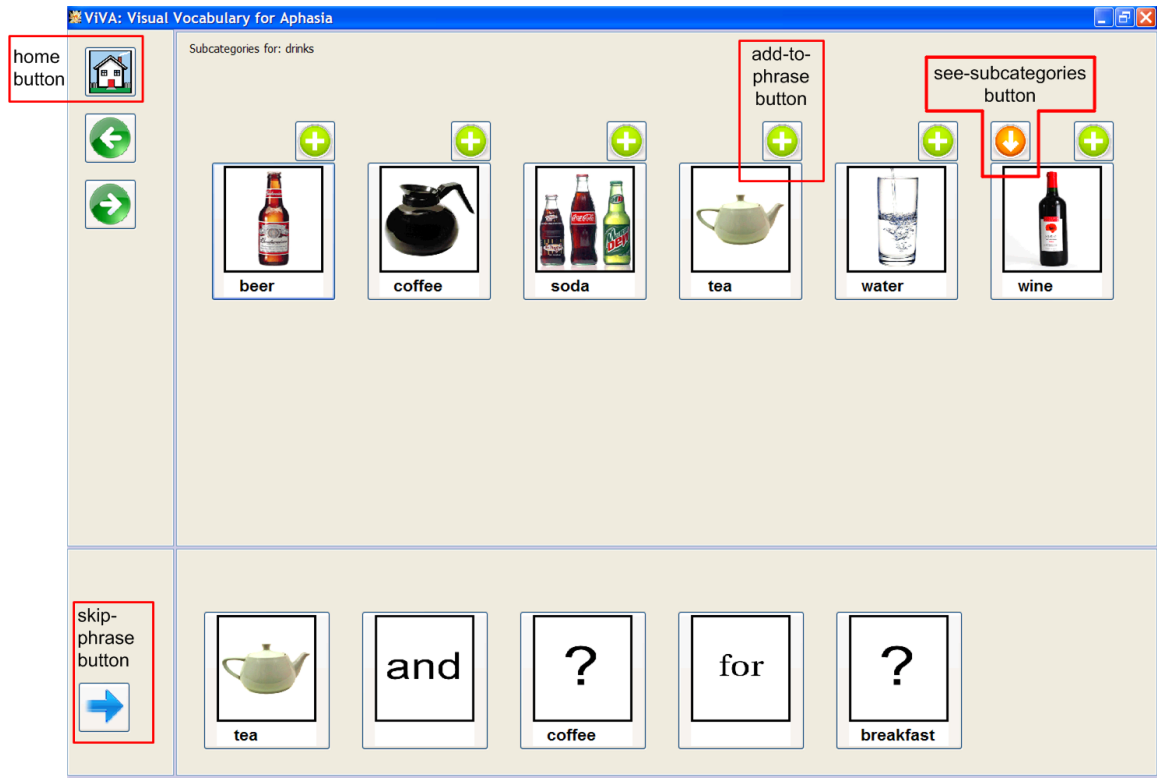 ViVA: Visual Vocabulary for Aphasia
home
button
Subcategories for: drinks
add-to-
phrase
button
see-subcategories
button
beer
coffee
soda
tea
water
wine
skip-
phrase
button
and
?
for
?
tea
coffee
breakfast